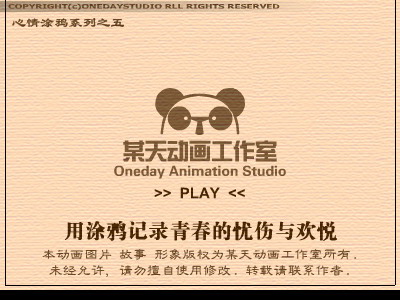 COPYRIGHT(c)ONEDAYSTUDIO RLL RIGHTS RESERVED
心情涂鸦系列之五
某天动画工作室
Oneday Animation Studio
>> PLAY <<
用涂鸦记录青春的忧伤与欢悦
本动画图片 故事 形象版权为某天动画工作室所有.
未经允许, 请勿擅自使用修改. 转载请联系作者.